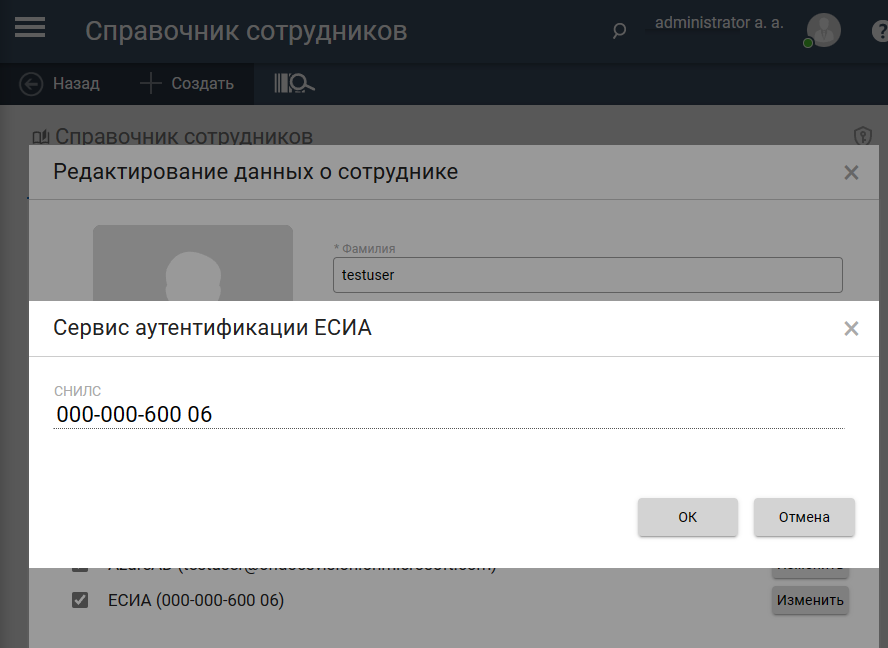 Справочник сотрудников
administrator a. a.
?
Назад
Создать
Справочник сотрудников
Редактирование данных о сотруднике
* Фамилия
testuser
Сервис аутентификации ЕСИА
СНИЛС
000-000-600 06
ОК
Отмена
Изменить
ЕСИА (000-000-600 06)
Изменить